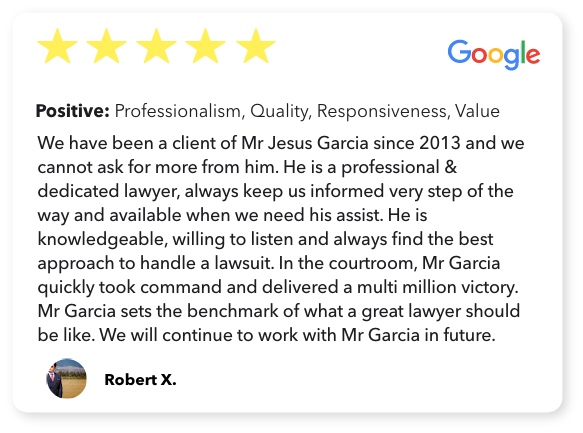 Google
Positive: Professionalism, Quality, Responsiveness, Value
We have been a client of Mr Jesus Garcia since 2013 and we
cannot ask for more from him. He is a professional &
dedicated lawyer, always keep us informed very step of the
way and available when we need his assist. He is
knowledgeable, willing to listen and always find the best
approach to handle a lawsuit. In the courtroom, Mr Garcia
quickly took command and delivered a multi million victory.
Mr Garcia sets the benchmark of what a great lawyer should
be like. We will continue to work with Mr Garcia in future.
Robert X.